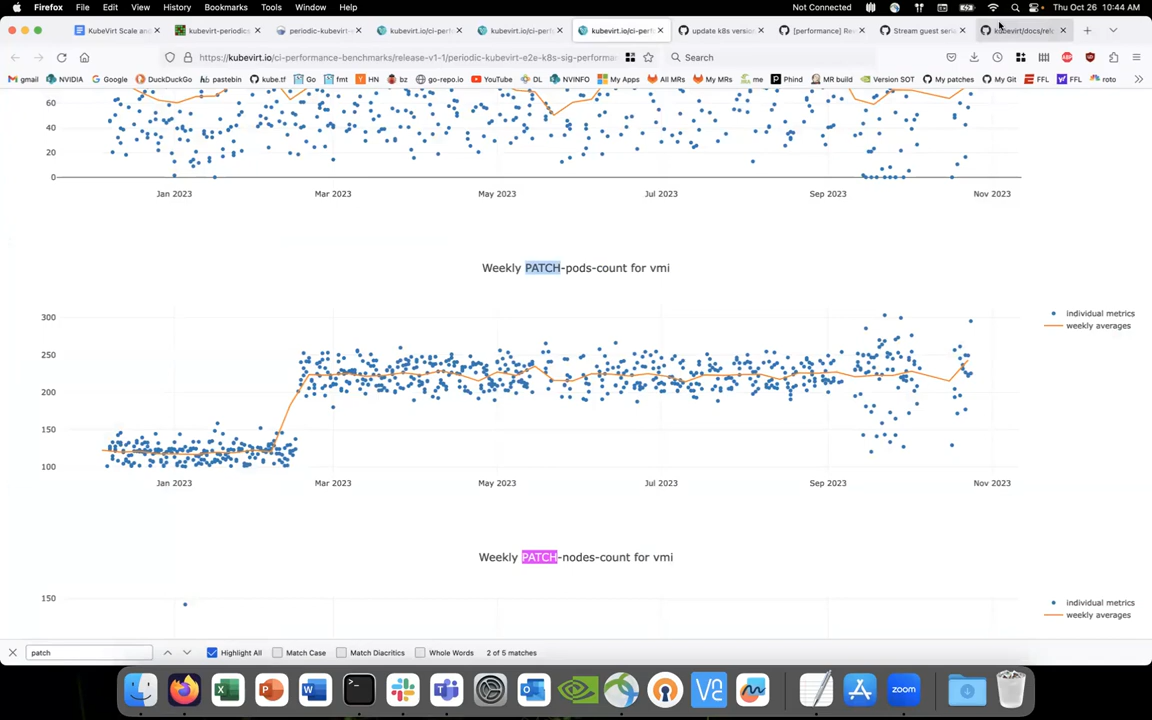 Firefox File Edit View History Bookmarks Tools Window Help Not Connected Thu Oct 26 10:44 AM
KubeVirt Scale and kubevirt-periodics periodic-kubevirt- kubevirt.io/ci-perf kubevirt.io/ci-perf kubevirt.io/ci-perf update k8s version [performance] Re Stream guest seria kubevirt/docs/rele
https://kubevirt.io/ci-performance-benchmarks/release-v1-1/periodic-kubevirt-e2e-k8s-sig-performan Search
gmail NVIDIA Google DuckDuckGo pastebin kube.tf Go fmt HN bz go-repo.io YouTube DL NVINFO My Apps All MRs My MRs me Phind MR build Version SOT My patches My Git FFL FFL roto
60
40
20
0
Jan 2023 Mar 2023 May 2023 Jul 2023 Sep 2023 Nov 2023
Weekly PATCH-pods-count for vmi
300
250
200
150
100
individual metrics
weekly averages
Jan 2023 Mar 2023 May 2023 Jul 2023 Sep 2023 Nov 2023
Weekly PATCH-nodes-count for vmi
150
individual metrics
weekly averages
patch Highlight All Match Case Match Diacritics Whole Words 2 of 5 matches
zoom